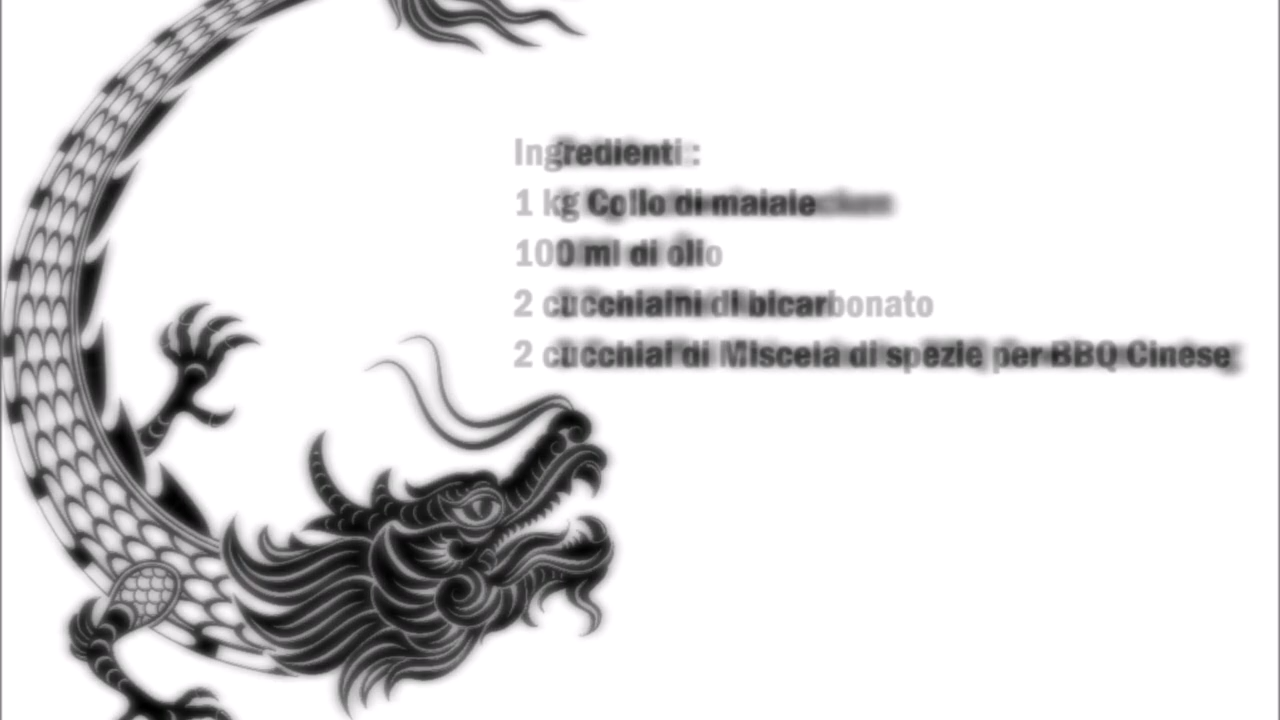 Ingredienti :
1 kg Collo di maiale
100 ml di olio
2 cucchiaini di bicarbonato
2 cucchiai di Miscela di spezie per BBQ Cinese